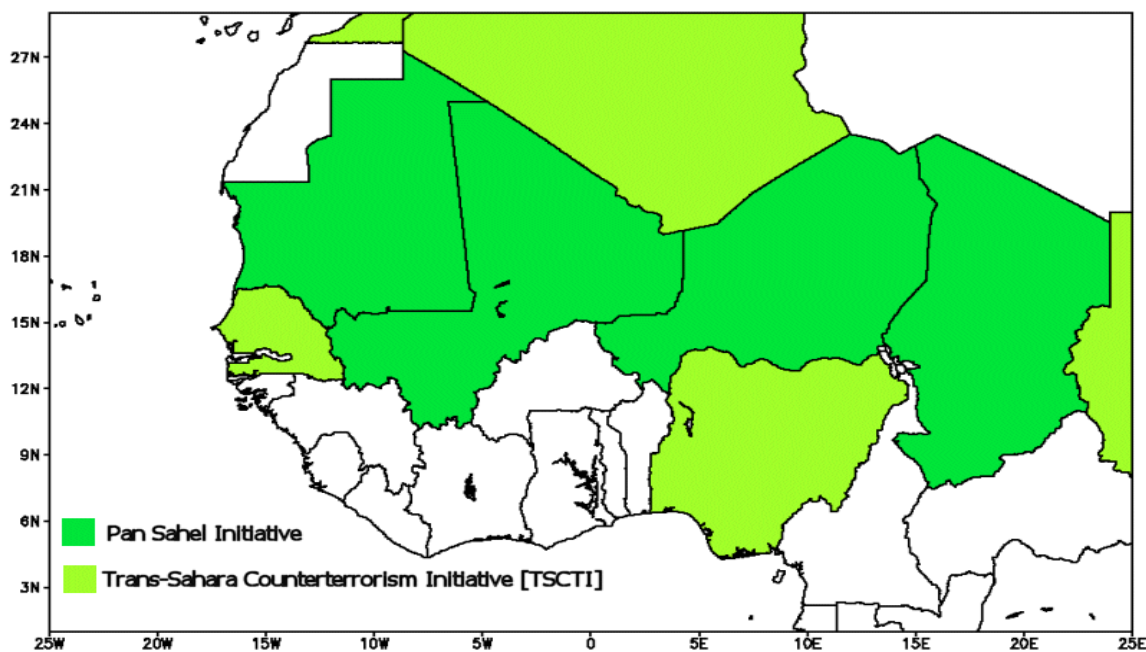 27N
24N
21N
18N
15N
12N
9N
6N
3N
Pan Sahel Initiative
Trans-Sahara Counterterrorism Initiative [TSCTI]
25W 20W 15W 10W 5W 0 5E 10E 15E 20E 25E